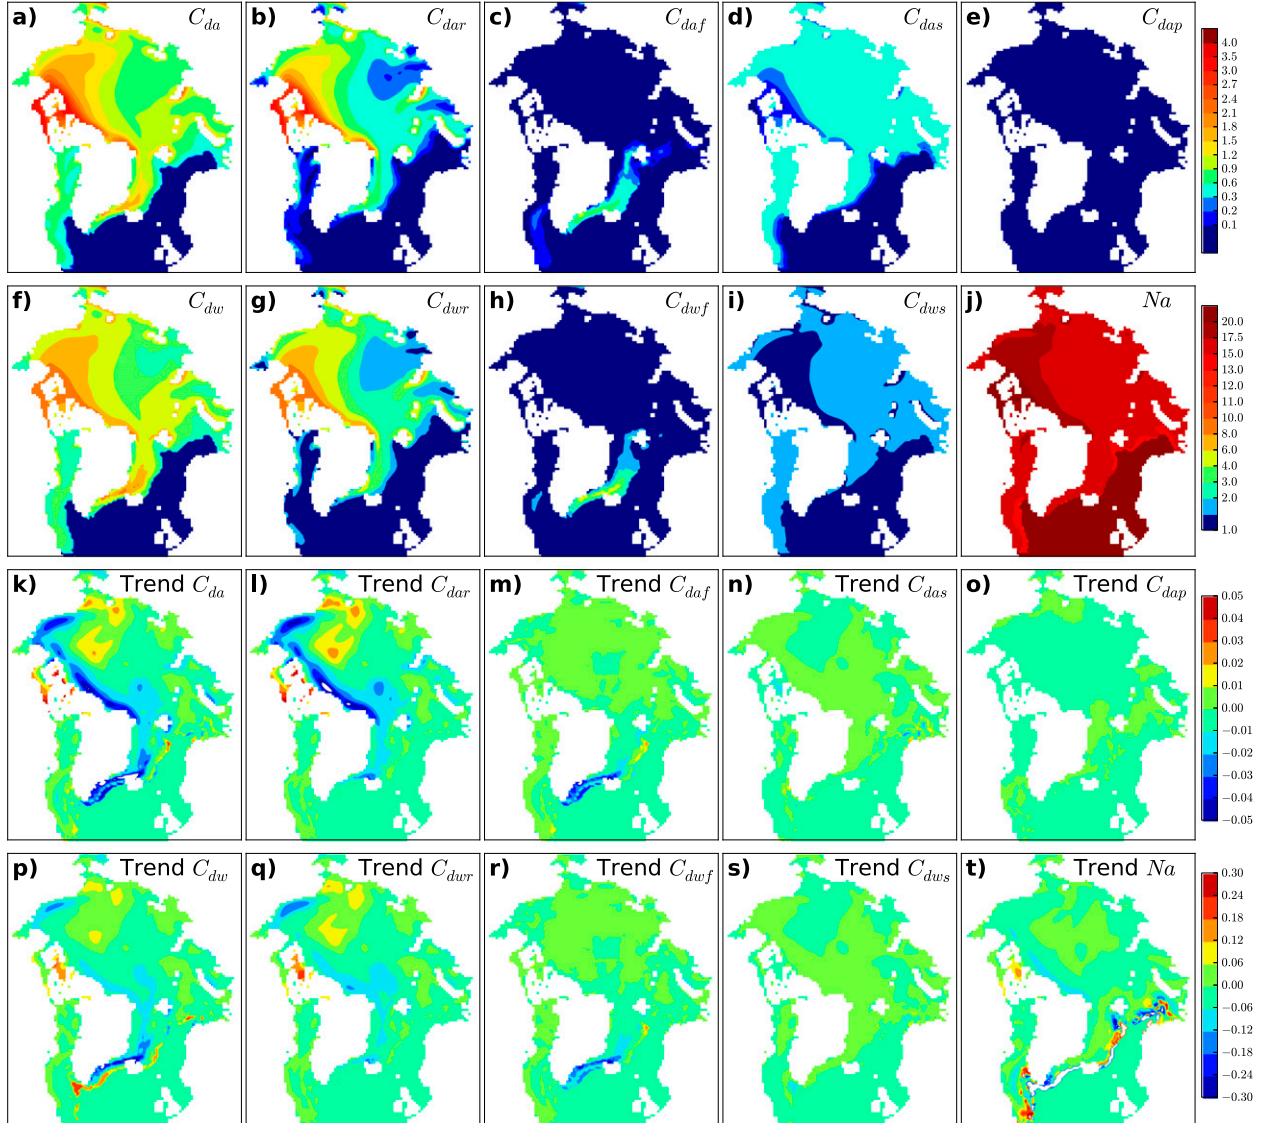 a) C_da
b) C_dar
c) C_daf
d) C_das
e) C_dap
4.0
3.5
3.0
2.7
2.4
2.1
1.8
1.5
1.2
0.9
0.6
0.3
0.2
0.1
f) C_dw
g) C_dwr
h) C_dwf
i) C_dws
j) Na
20.0
17.5
15.0
13.0
12.0
11.0
10.0
8.0
6.0
4.0
3.0
2.0
1.0
k) Trend C_da
l) Trend C_dar
m) Trend C_daf
n) Trend C_das
o) Trend C_dap
0.05
0.04
0.03
0.02
0.01
0.00
−0.01
−0.03
−0.04
−0.05
p) Trend C_dw
q) Trend C_dwr
r) Trend C_dwf
s) Trend C_dws
t) Trend Na
0.30
0.24
0.18
0.12
0.06
0.00
−0.06
−0.12
−0.18
−0.24
−0.30